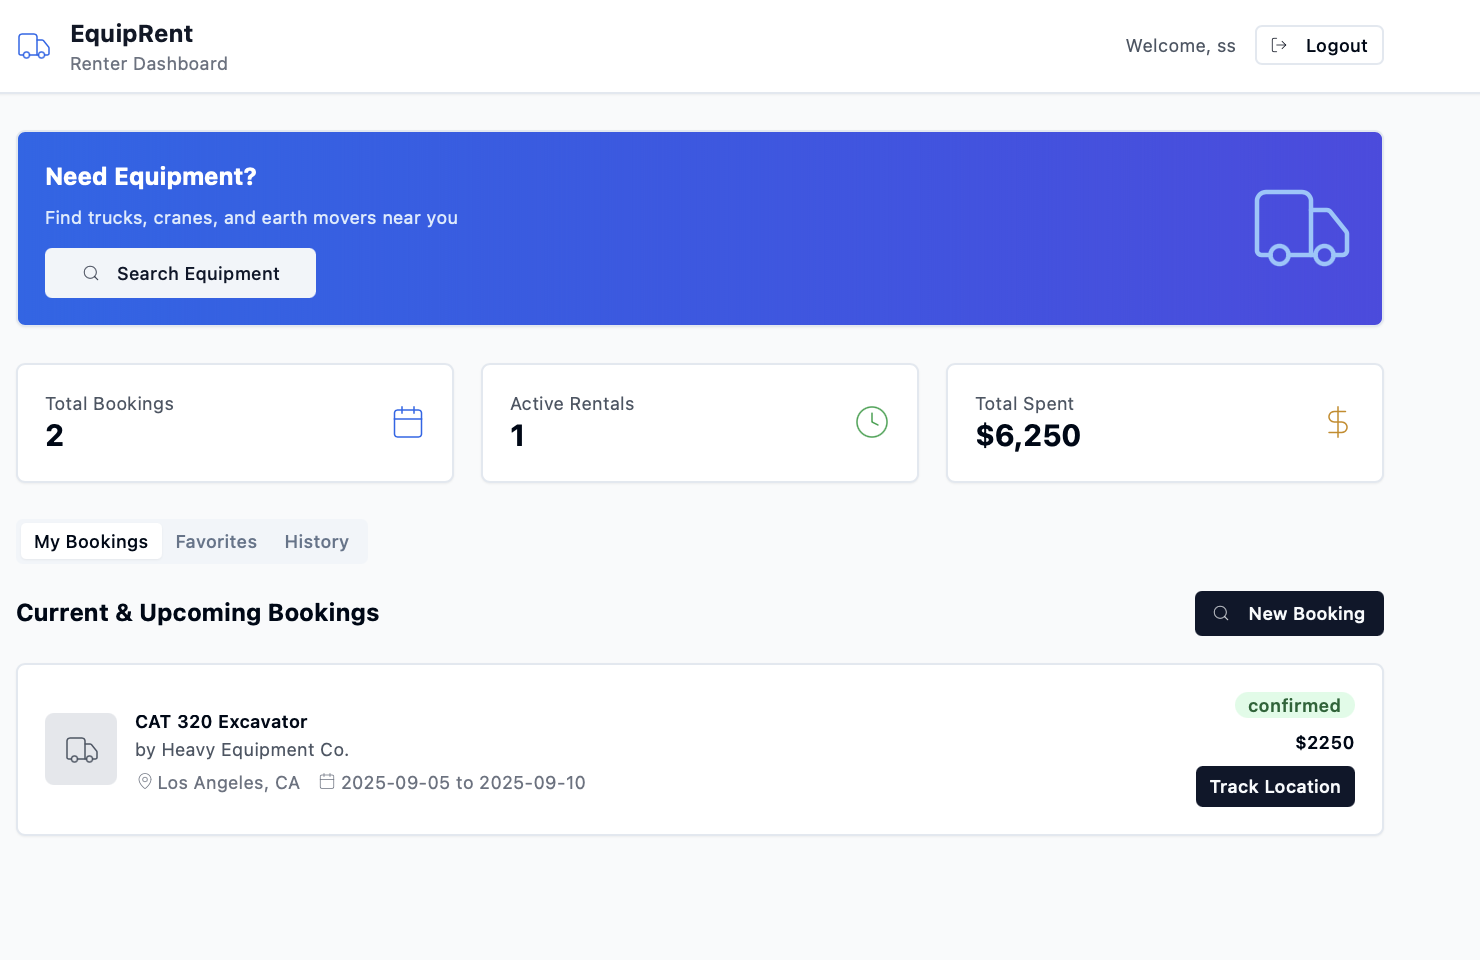 EquipRent
Renter Dashboard
Welcome, ss
Logout
Need Equipment?
Find trucks, cranes, and earth movers near you
Search Equipment
Total Bookings
2
Active Rentals
1
Total Spent
$6,250
My Bookings
Favorites
History
Current & Upcoming Bookings
New Booking
CAT 320 Excavator
by Heavy Equipment Co.
Los Angeles, CA
2025-09-05 to 2025-09-10
confirmed
$2250
Track Location